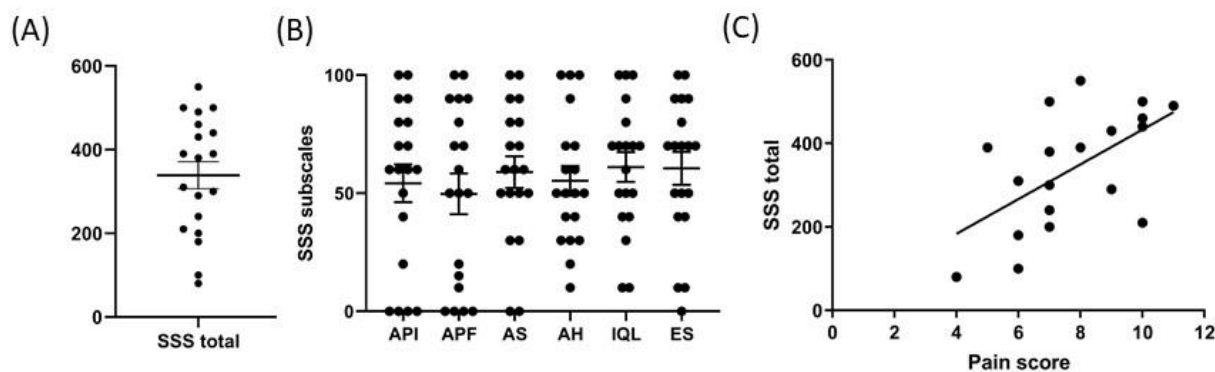 (A)
600
400
200
0
SSS total
(B)
SSS subscales
100
50
0
API APF AS AH IQL ES
(C)
SSS total
600
400
200
0
0 2 4 6 8 10 12
Pain score